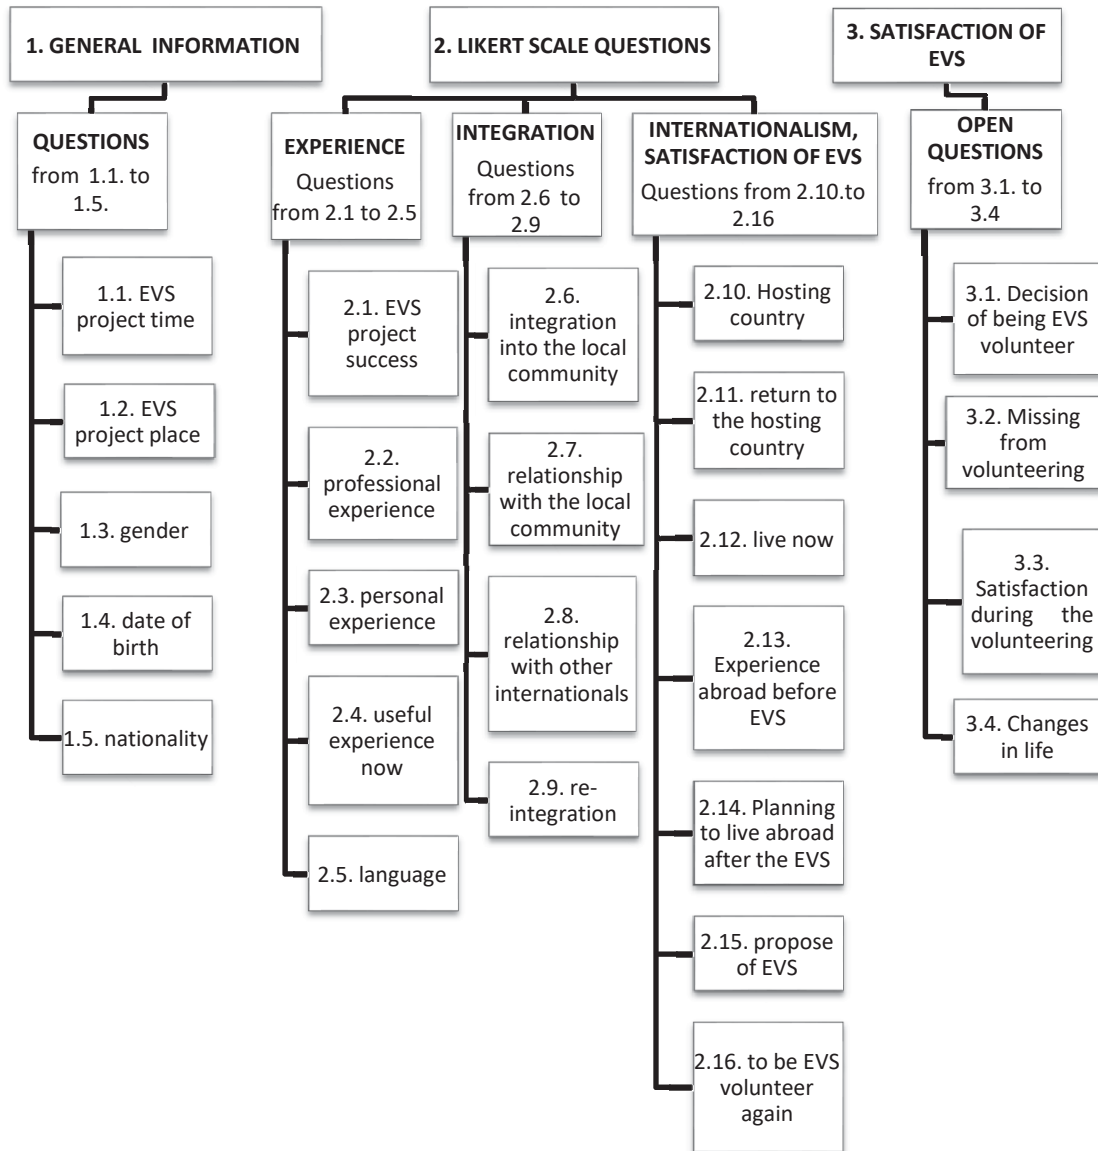 1. GENERAL INFORMATION
QUESTIONS
from 1.1. to
1.5.
1.1. EVS
project time
1.2. EVS
project place
1.3. gender
1.4. date of
birth
1.5. nationality
2. LIKERT SCALE QUESTIONS
EXPERIENCE
Questions
from 2.1 to 2.5
2.1. EVS
project
success
2.2.
professional
experience
2.3. personal
experience
2.4. useful
experience
now
2.5. language
INTEGRATION
Questions
from 2.6 to
2.9
2.6.
integration
into the local
community
2.7.
relationship
with the local
community
2.8.
relationship
with other
internationals
2.9. re-
integration
INTERNATIONALISM,
SATISFACTION OF EVS
Questions from 2.10.to
2.16
2.10. Hosting
country
2.11. return to
the hosting
country
2.12. live now
2.13.
Experience
abroad before
EVS
2.14. Planning
to live abroad
after the EVS
2.15. propose
of EVS
2.16. to be EVS
volunteer
again
3. SATISFACTION OF
EVS
OPEN
QUESTIONS
from 3.1. to
3.4
3.1. Decision
of being EVS
volunteer
3.2. Missing
from
volunteering
3.3.
Satisfaction
during the
volunteering
3.4. Changes
in life